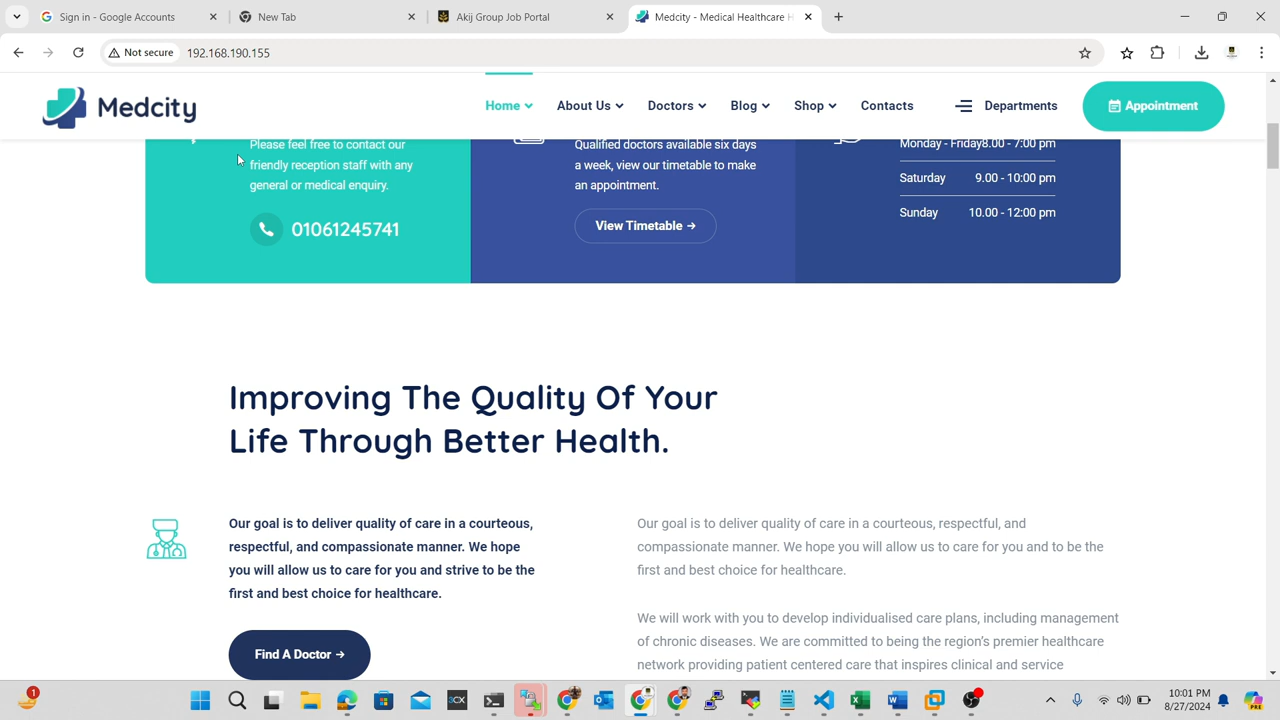 Sign in - Google Accounts
New Tab
Akij Group Job Portal
Medcity - Medical Healthcare H
Not secure
192.168.190.155
Medcity
Home
About Us
Doctors
Blog
Shop
Contacts
Departments
Appointment
Please feel free to contact our
friendly reception staff with any
general or medical enquiry.
01061245741
Qualified doctors available six days
a week, view our timetable to make
an appointment.
View Timetable →
Monday - Friday8.00 - 7:00 pm
Saturday 9.00 - 10:00 pm
Sunday 10.00 - 12:00 pm
Improving The Quality Of Your
Life Through Better Health.
Our goal is to deliver quality of care in a courteous,
respectful, and compassionate manner. We hope
you will allow us to care for you and strive to be the
first and best choice for healthcare.
Find A Doctor →
Our goal is to deliver quality of care in a courteous, respectful, and
compassionate manner. We hope you will allow us to care for you and to be the
first and best choice for healthcare.
We will work with you to develop individualised care plans, including management
of chronic diseases. We are committed to being the region's premier healthcare
network providing patient centered care that inspires clinical and service
1
3CX
10:01 PM
8/27/2024
PRE